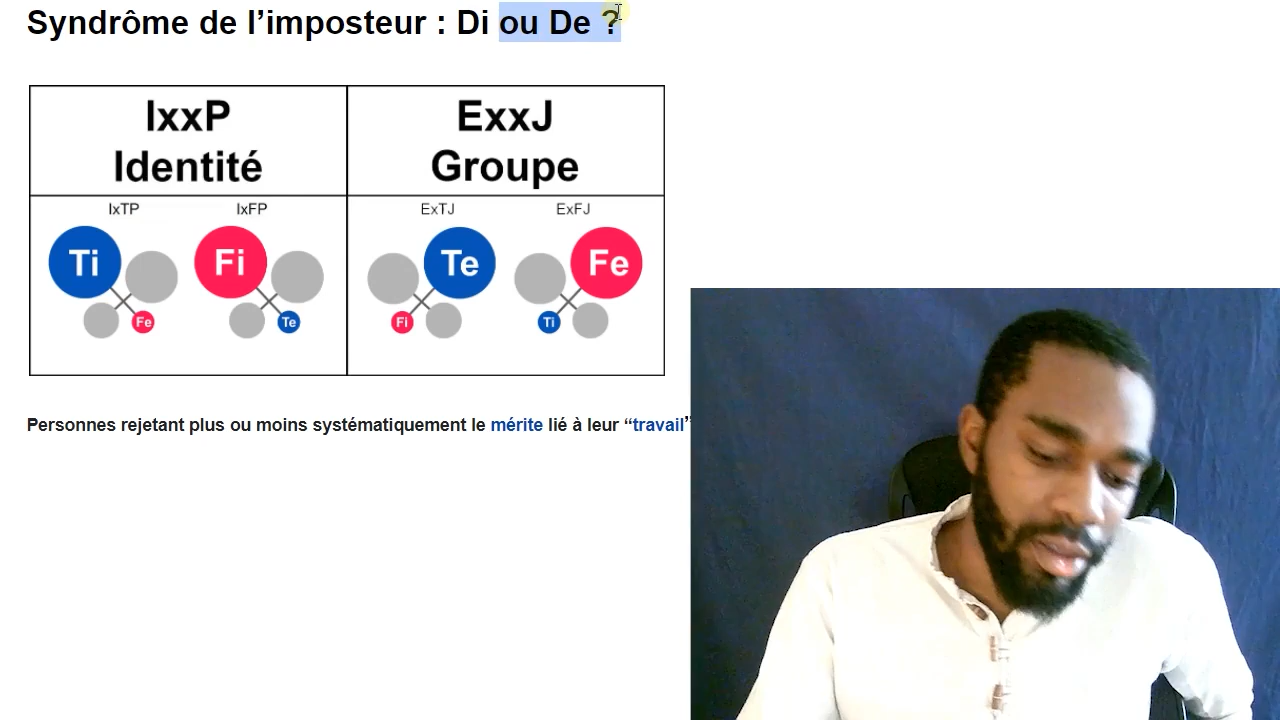 Syndrôme de l’imposteur : Di ou De ?
IxxP
Identité
ExxJ
Groupe
IxTP
IxFP
ExTJ
ExFJ
Ti
Fe
Fi
Te
Te
Fi
Fe
Ti
Personnes rejetant plus ou moins systématiquement le mérite lié à leur “travail”